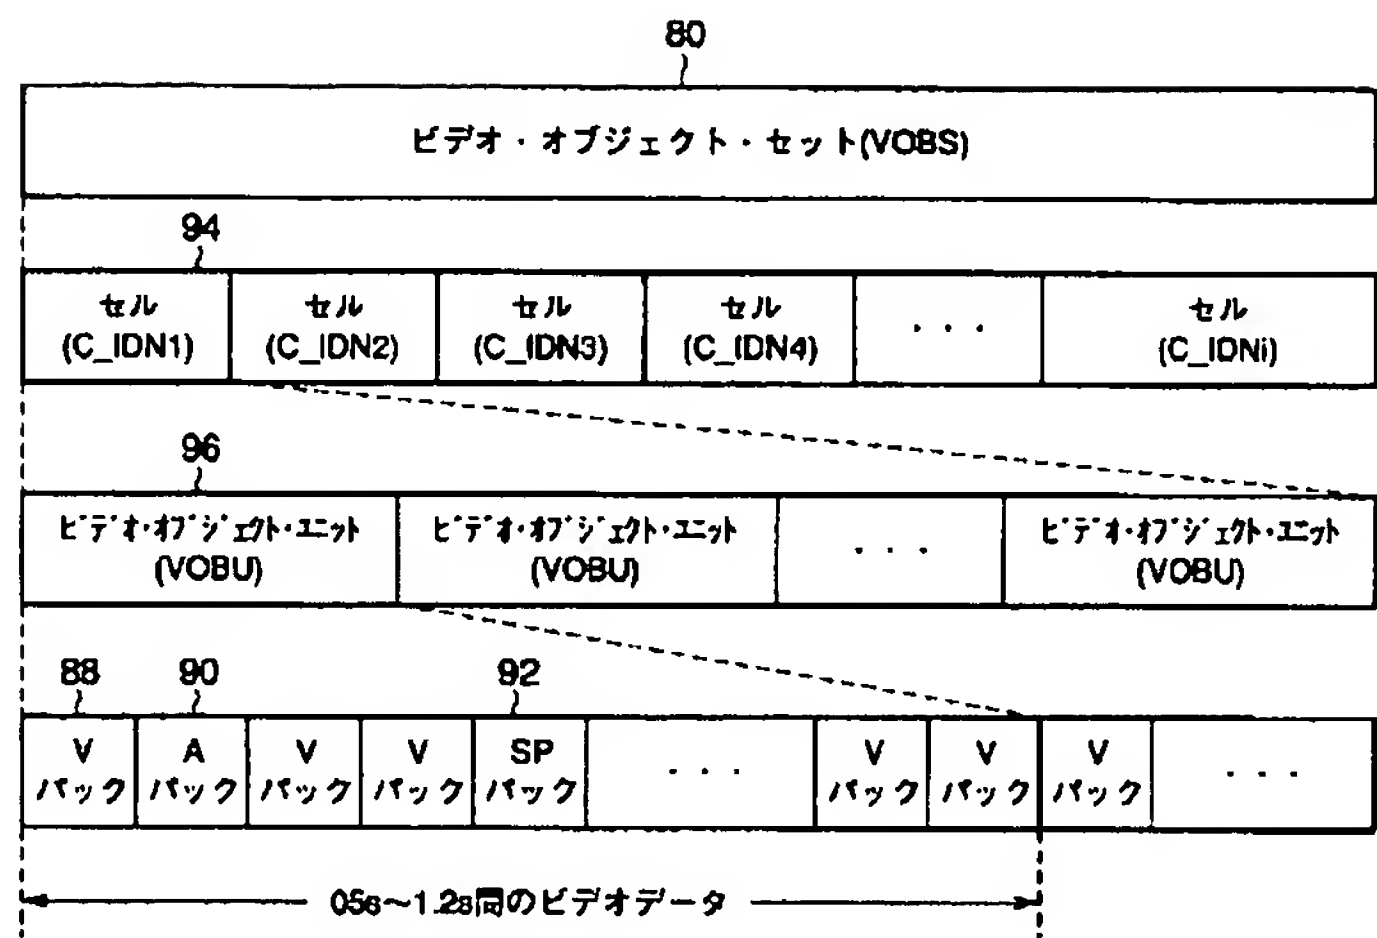 80
ビデオ・オブジェクト・セット(VOBS)
94
セル
(C_IDN1)
セル
(C_IDN2)
セル
(C_IDN3)
セル
(C_IDN4)
・・・
セル
(C_IDNi)
96
ビデオ・オブジェクト・ユニット
(VOBU)
ビデオ・オブジェクト・ユニット
(VOBU)
・・・
ビデオ・オブジェクト・ユニット
(VOBU)
88
90
92
V
パック
A
パック
V
パック
V
パック
SP
パック
・・・
V
パック
V
パック
V
パック
・・・
05s〜1.2s間のビデオデータ